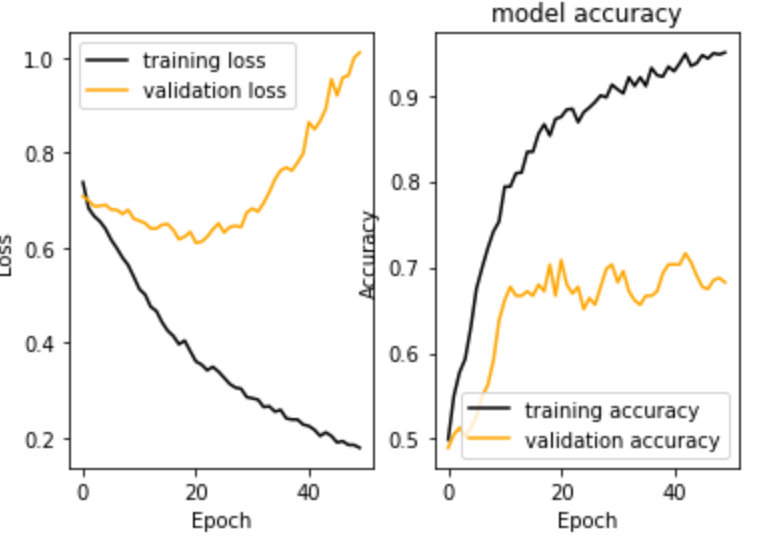 model accuracy
training loss
validation loss
1.0
0.8
0.6
0.4
0.2
Loss
0
20
40
Epoch
0.9
0.8
0.7
0.6
0.5
Accuracy
training accuracy
validation accuracy
0
20
40
Epoch